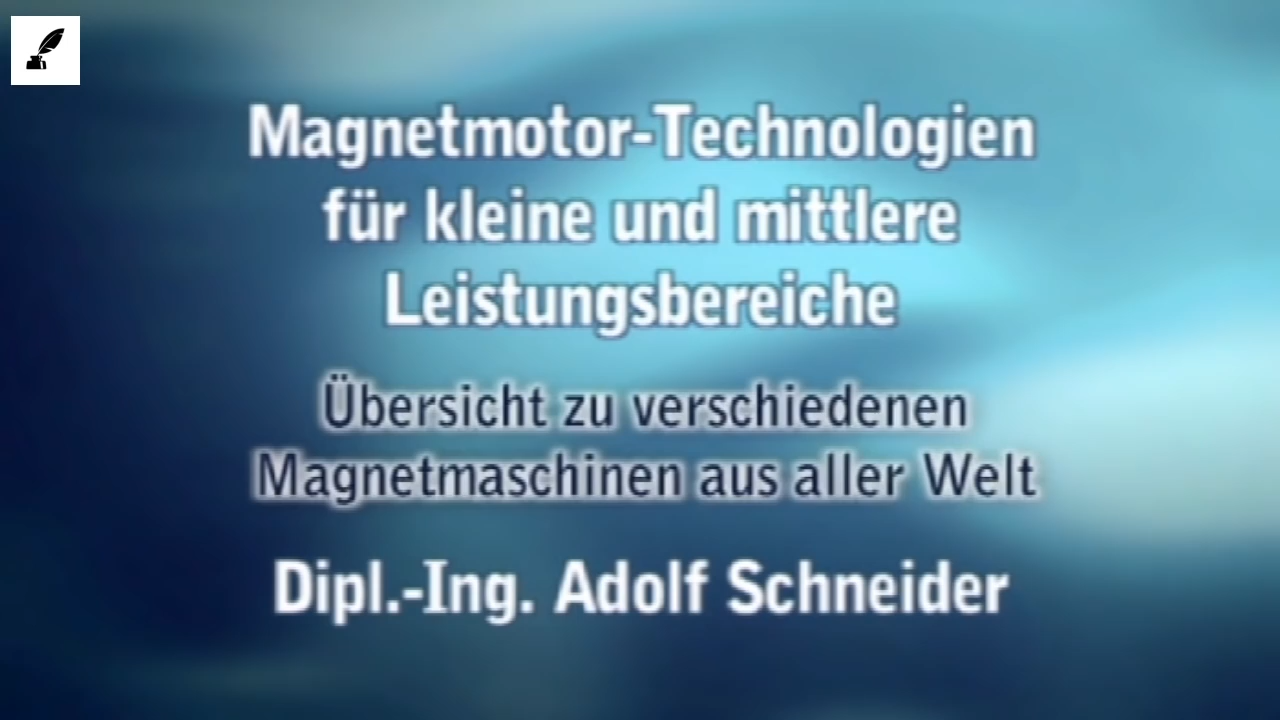 Magnetmotor-Technologien
für kleine und mittlere
Leistungsbereiche
Übersicht zu verschiedenen
Magnetmaschinen aus aller Welt
Dipl.-Ing. Adolf Schneider